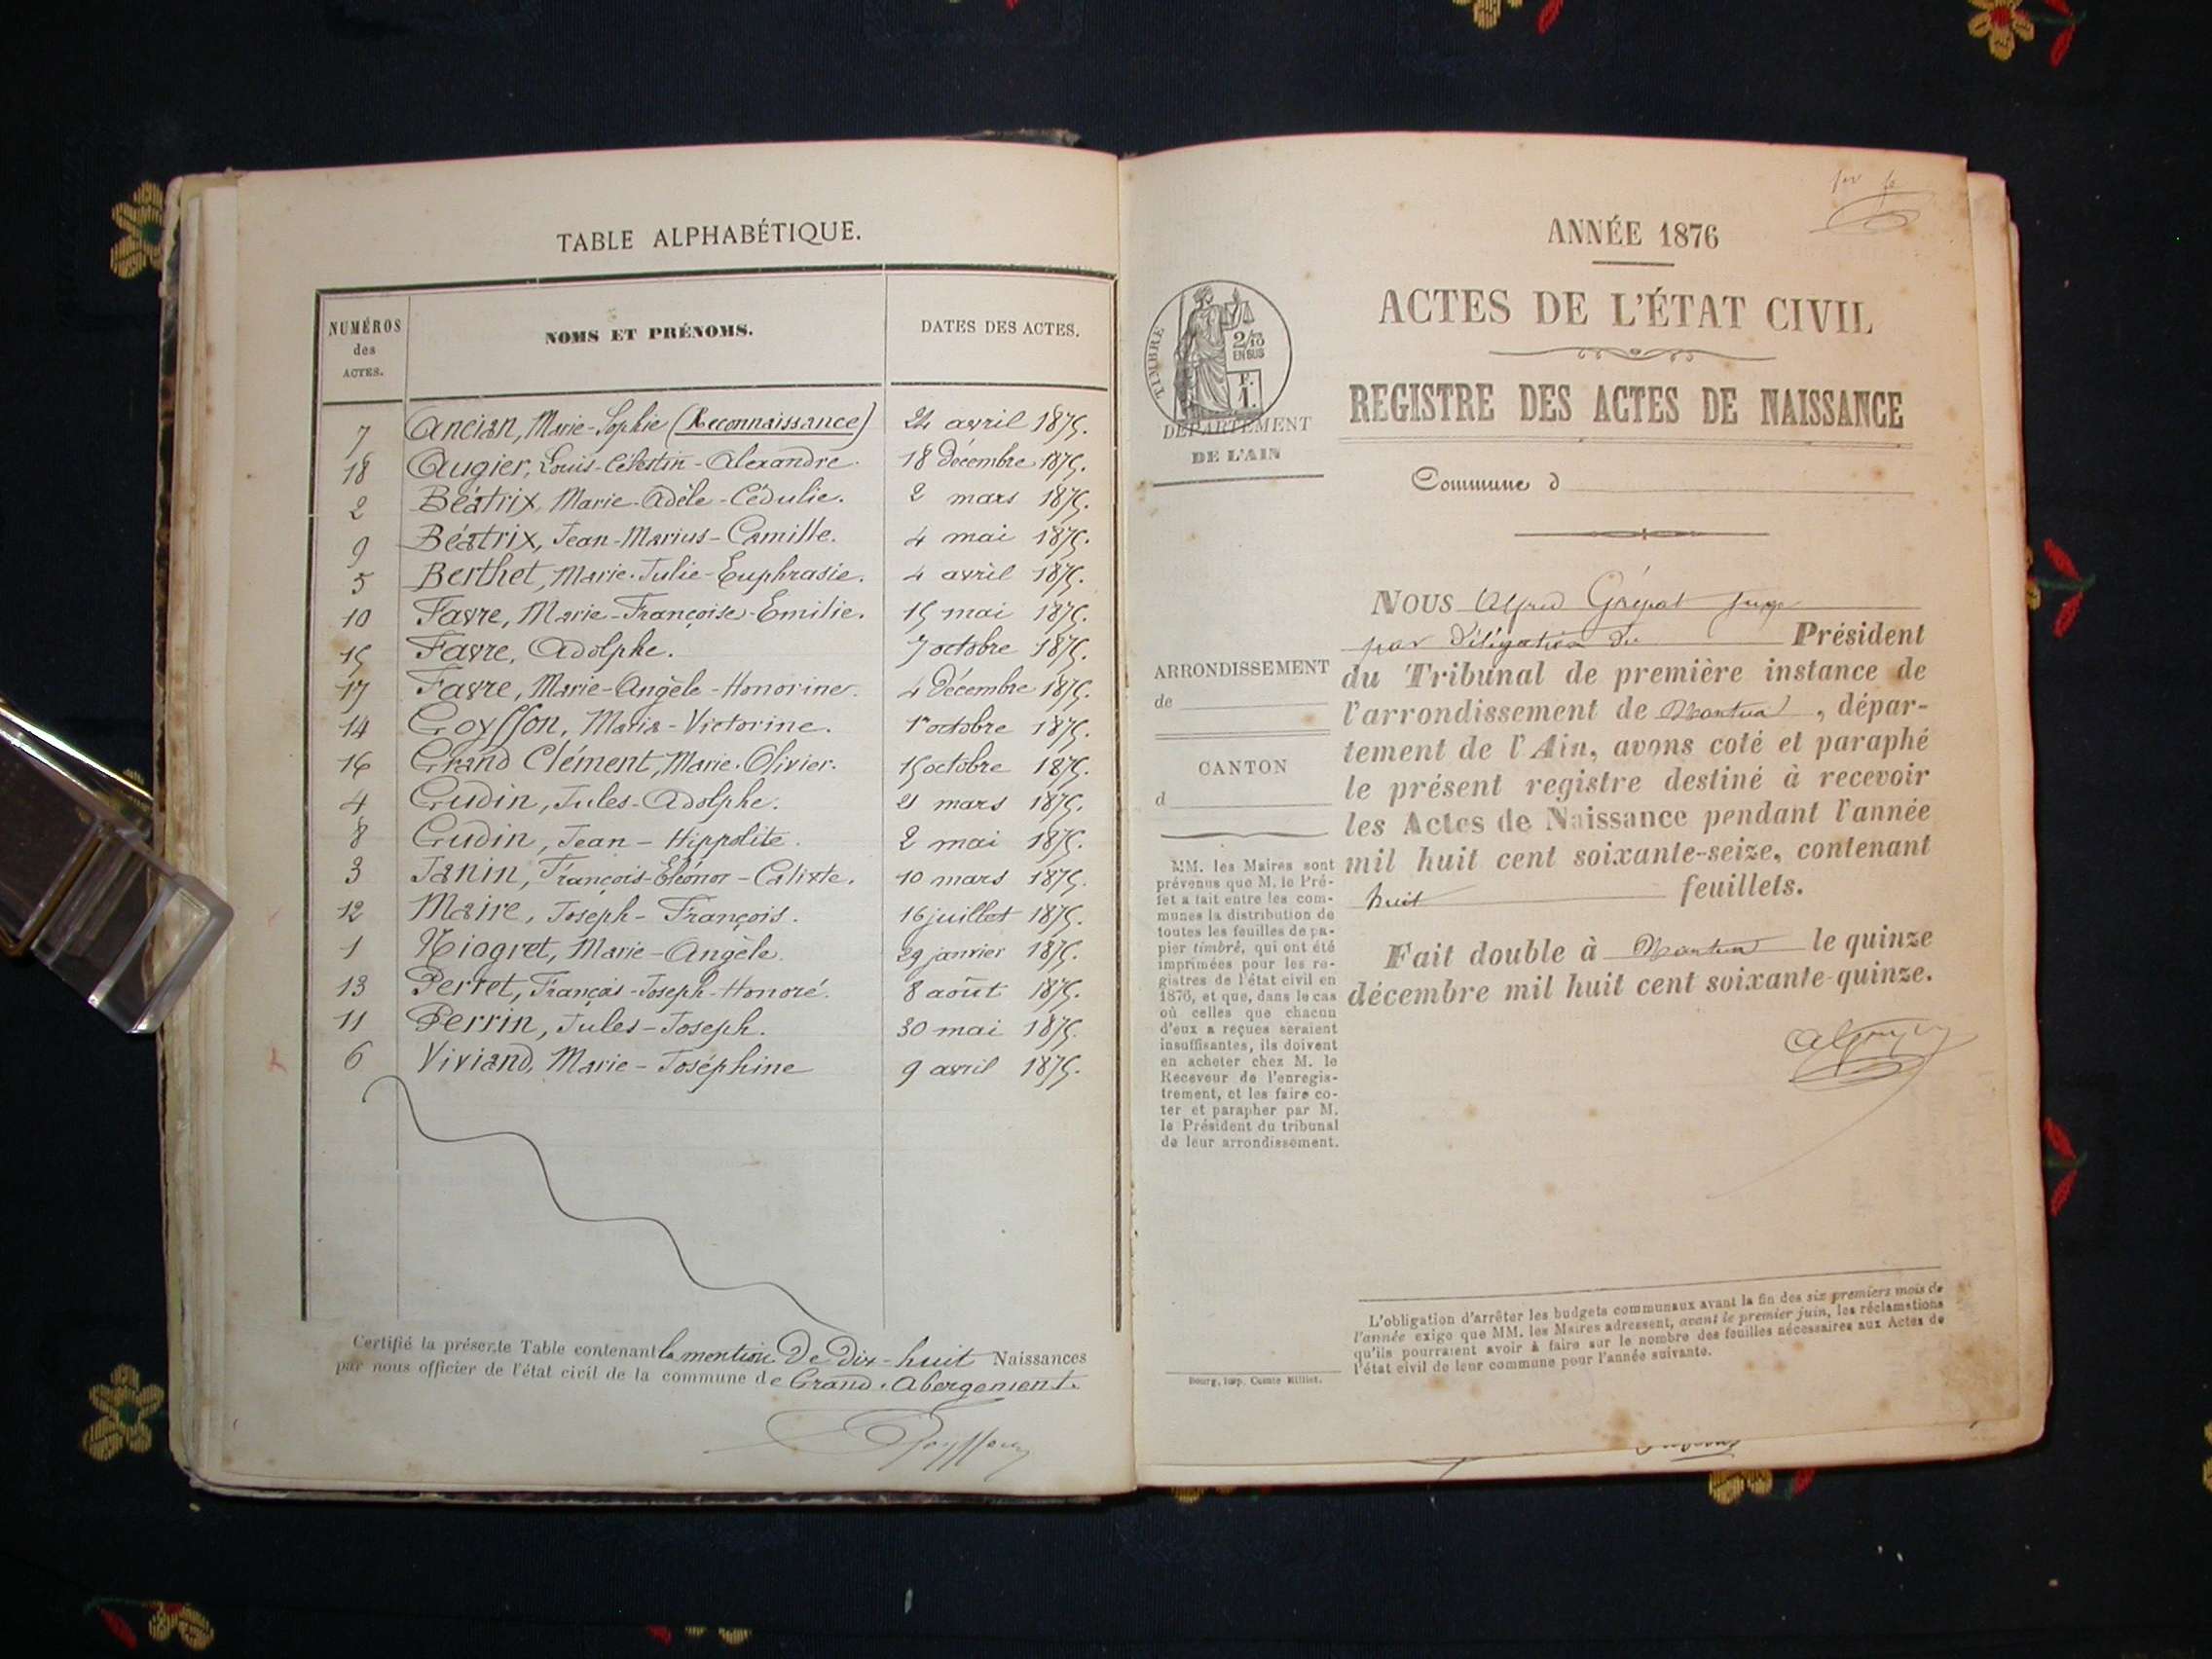 TABLE ALPHABÉTIQUE.
NUMÉROS des ACTES.
NOMS ET PRÉNOMS.
DATES DES ACTES.
7 Ancian, Marie-Sophie (Reconnaissance) 24 avril 1875.
18 Augier, Louis-Célestin-Alexandre. 18 décembre 1875.
2 Béatrix, Marie-Adèle-Cédulie. 2 mars 1875.
9 Béatrix, Jean-Marius-Camille. 4 mai 1875.
5 Berthet, Marie-Julie-Euphrasie. 4 avril 1875.
10 Favre, Marie-Françoise-Emilie. 15 mai 1875.
15 Favre, Adolphe. 7 octobre 1875.
17 Favre, Marie-Angèle-Honorine. 4 décembre 1875.
14 Goysson, Maria-Victorine. 1er octobre 1875.
16 Grand Clément, Marie-Olivier. 15 octobre 1875.
4 Gudin, Jules-Adolphe. 21 mars 1875.
8 Gudin, Jean-Hippolite. 2 mai 1875.
3 Janin, François-Eléonor-Calixte. 10 mars 1875.
12 Maire, Joseph-François. 16 juillet 1875.
1 Niogret, Marie-Angèle. 29 janvier 1875.
13 Perret, François-Joseph-Honoré. 8 août 1875.
11 Perrin, Jules-Joseph. 30 mai 1875.
6 Viviand, Marie-Joséphine 9 avril 1875.
Certifié la présente Table contenant la mention De Dix-huit Naissances
par nous officier de l'état civil de la commune de Grand-Abergement.
ANNÉE 1876
ACTES DE L'ÉTAT CIVIL
REGISTRE DES ACTES DE NAISSANCE
TIMBRE
2/10
EN SUS
F.
1.
DÉPARTEMENT
DE L'AIN
Commune d
ARRONDISSEMENT
de
CANTON
d
MM. les Maires sont
prévenus que M. le Pré-
fet a fait entre les com-
munes la distribution de
toutes les feuilles de pa-
pier timbré, qui ont été
imprimées pour les re-
gistres de l'état civil en
1876, et que, dans le cas
où celles que chacun
d'eux a reçues seraient
insuffisantes, ils doivent
en acheter chez M. le
Receveur de l'enregis-
trement, et les faire co-
ter et parapher par M.
le Président du tribunal
de leur arrondissement.
NOUS Alfred Grépat juge
par délégation du Président
du Tribunal de première instance de
l'arrondissement de Nantua, dépar-
tement de l'Ain, avons coté et paraphé
le présent registre destiné à recevoir
les Actes de Naissance pendant l'année
mil huit cent soixante-seize, contenant
huit feuillets.
Fait double à Nantua le quinze
décembre mil huit cent soixante-quinze.
L'obligation d'arrêter les budgets communaux avant la fin des six premiers mois de
l'année exige que MM. les Maires adressent, avant le premier juin, les réclamations
qu'ils pourraient avoir à faire sur le nombre des feuilles nécessaires aux Actes de
l'état civil de leur commune pour l'année suivante.
Bourg, Imp. Comte Milliet.